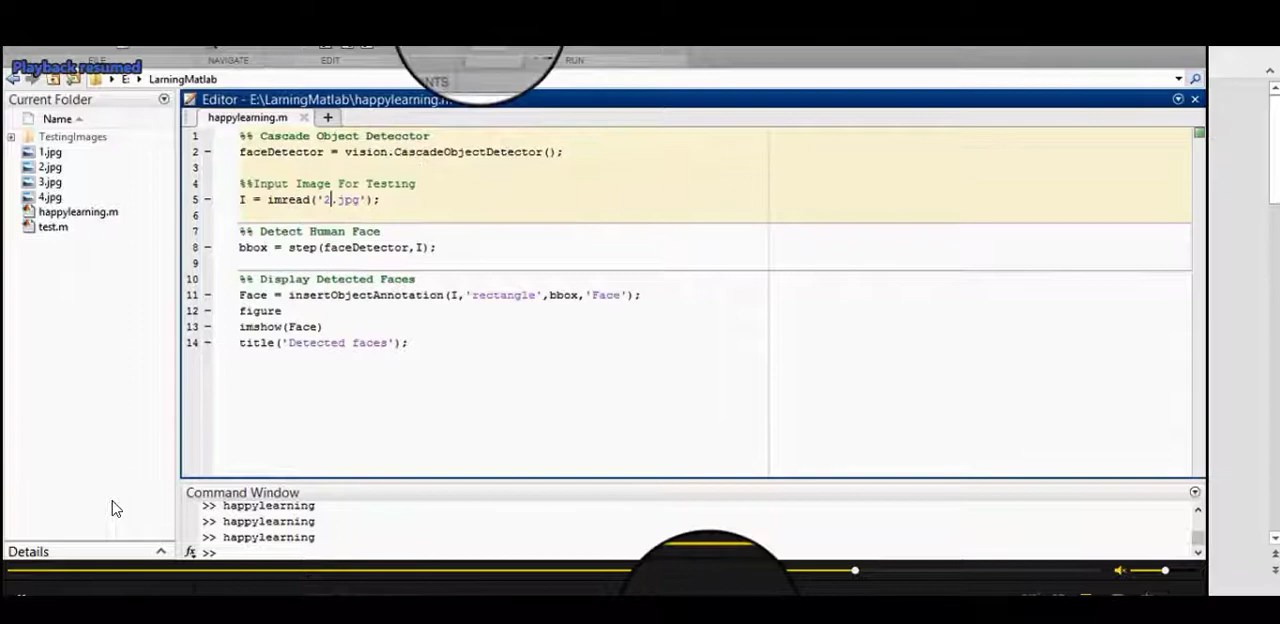 Playback resumed
FILE NAVIGATE EDIT RUN
E: LarningMatlab
Current Folder
Name
TestingImages
1.jpg
2.jpg
3.jpg
4.jpg
happylearning.m
test.m
Details
Editor - E:\LarningMatlab\happylearning.m
happylearning.m
1 %% Cascade Object Detecctor
2 faceDetector = vision.CascadeObjectDetector();
3
4 %%Input Image For Testing
5 I = imread('2.jpg');
6
7 %% Detect Human Face
8 bbox = step(faceDetector,I);
9
10 %% Display Detected Faces
11 Face = insertObjectAnnotation(I,'rectangle',bbox,'Face');
12 figure
13 imshow(Face)
14 title('Detected faces');
Command Window
>> happylearning
>> happylearning
>> happylearning
fx >>